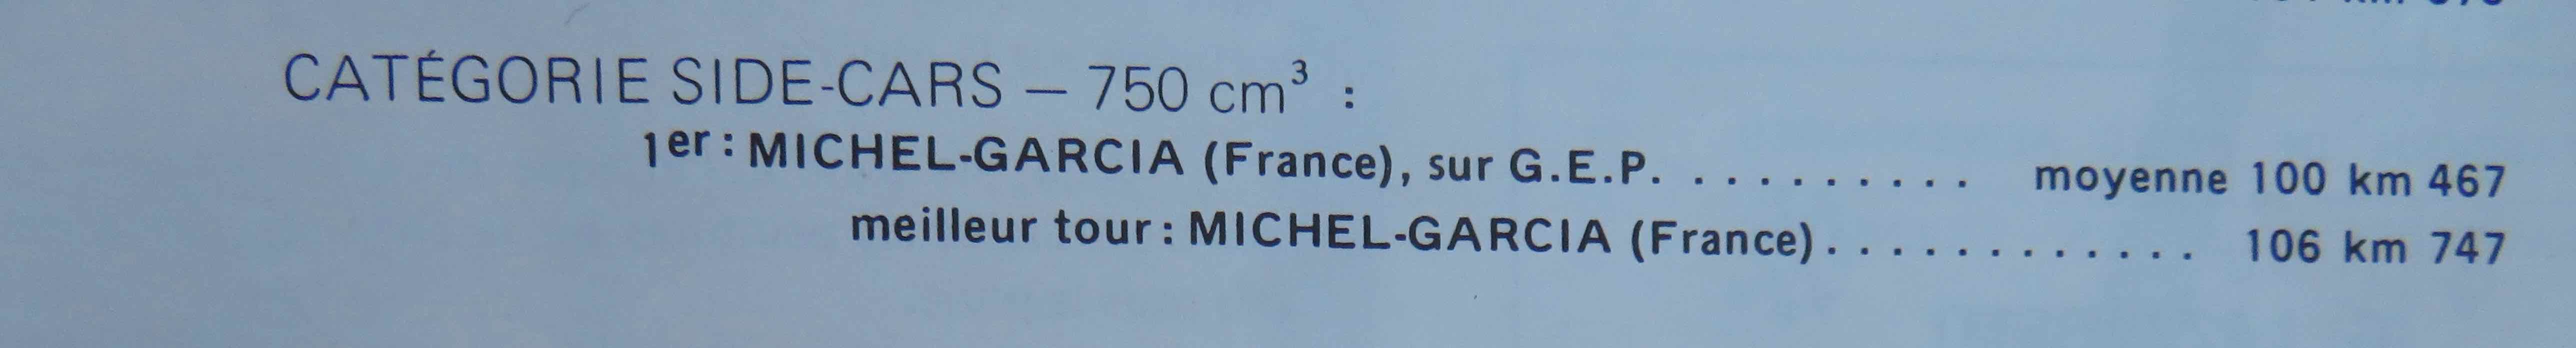 CATÉGORIE SIDE-CARS – 750 cm³ :
1er : MICHEL-GARCIA (France), sur G.E.P. .......... moyenne 100 km 467
meilleur tour : MICHEL-GARCIA (France) ............ 106 km 747